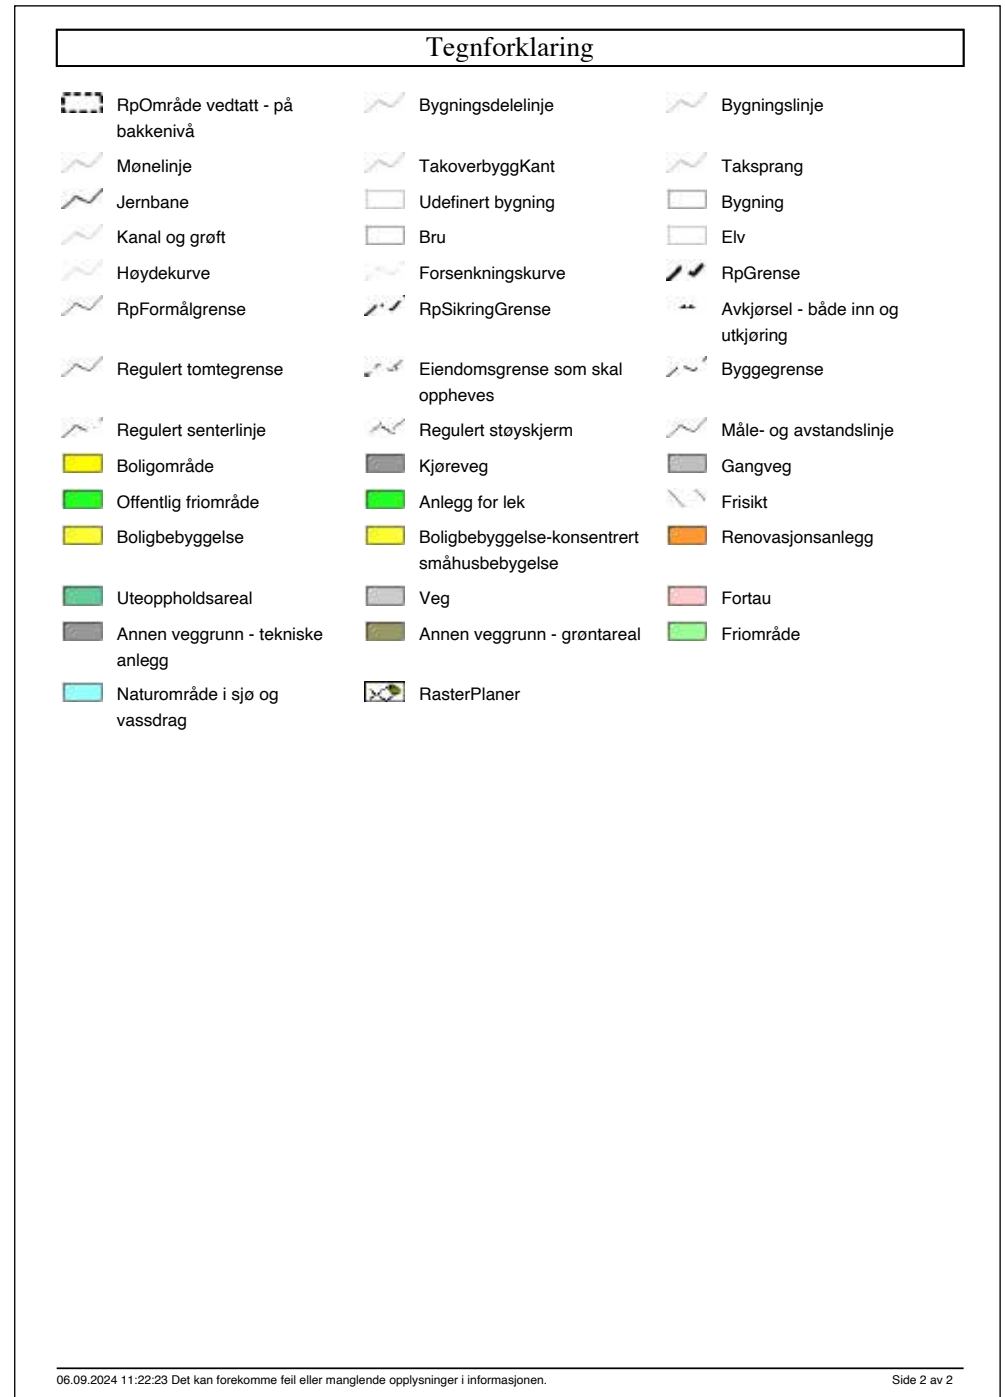 Tegnforklaring
RpOmråde vedtatt - på
bakkenivå
Bygningsdelelinje
Bygningslinje
Mønelinje
TakoverbyggKant
Taksprang
Jernbane
Udefinert bygning
Bygning
Kanal og grøft
Bru
Elv
Høydekurve
Forsenkningskurve
RpGrense
RpFormålgrense
RpSikringGrense
Avkjørsel - både inn og
utkjøring
Regulert tomtegrense
Eiendomsgrense som skal
oppheves
Byggegrense
Regulert senterlinje
Regulert støyskjerm
Måle- og avstandslinje
Boligområde
Kjøreveg
Gangveg
Offentlig friområde
Anlegg for lek
Frisikt
Boligbebyggelse
Boligbebyggelse-konsentrert
småhusbebygelse
Renovasjonsanlegg
Uteoppholdsareal
Veg
Fortau
Annen veggrunn - tekniske
anlegg
Annen veggrunn - grøntareal
Friområde
Naturområde i sjø og
vassdrag
RasterPlaner
06.09.2024 11:22:23 Det kan forekomme feil eller manglende opplysninger i informasjonen.
Side 2 av 2